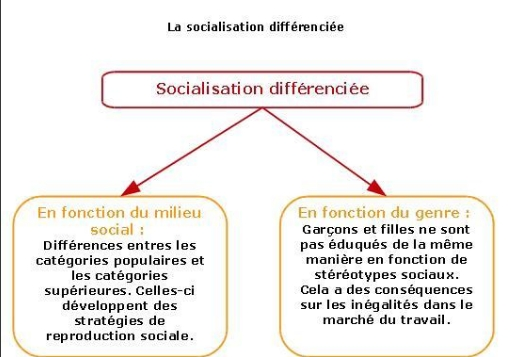 La socialisation différenciée
Socialisation différenciée
En fonction du milieu
social :
Différences entres les
catégories populaires et
les catégories
supérieures. Celles-ci
développent des
stratégies de
reproduction sociale.
En fonction du genre :
Garçons et filles ne sont
pas éduqués de la même
manière en fonction de
stéréotypes sociaux.
Cela a des conséquences
sur les inégalités dans le
marché du travail.